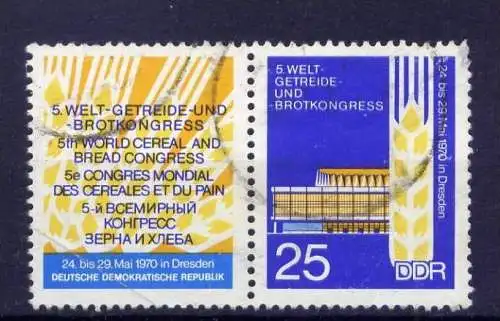 5. WELT-GETREIDE-UND
BROTKONGRESS
5th WORLD CEREAL AND
BREAD CONGRESS
5e CONGRES MONDIAL
DES CEREALES ET DU PAIN
5-й ВСЕМИРНЫЙ
КОНГРЕСС
ЗЕРНА И ХЛЕБА
24. bis 29. Mai 1970 in Dresden
DEUTSCHE DEMOKRATISCHE REPUBLIK
5. WELT-
GETREIDE-UND
BROTKONGRESS
24. bis 29. Mai 1970 in Dresden
25
DDR